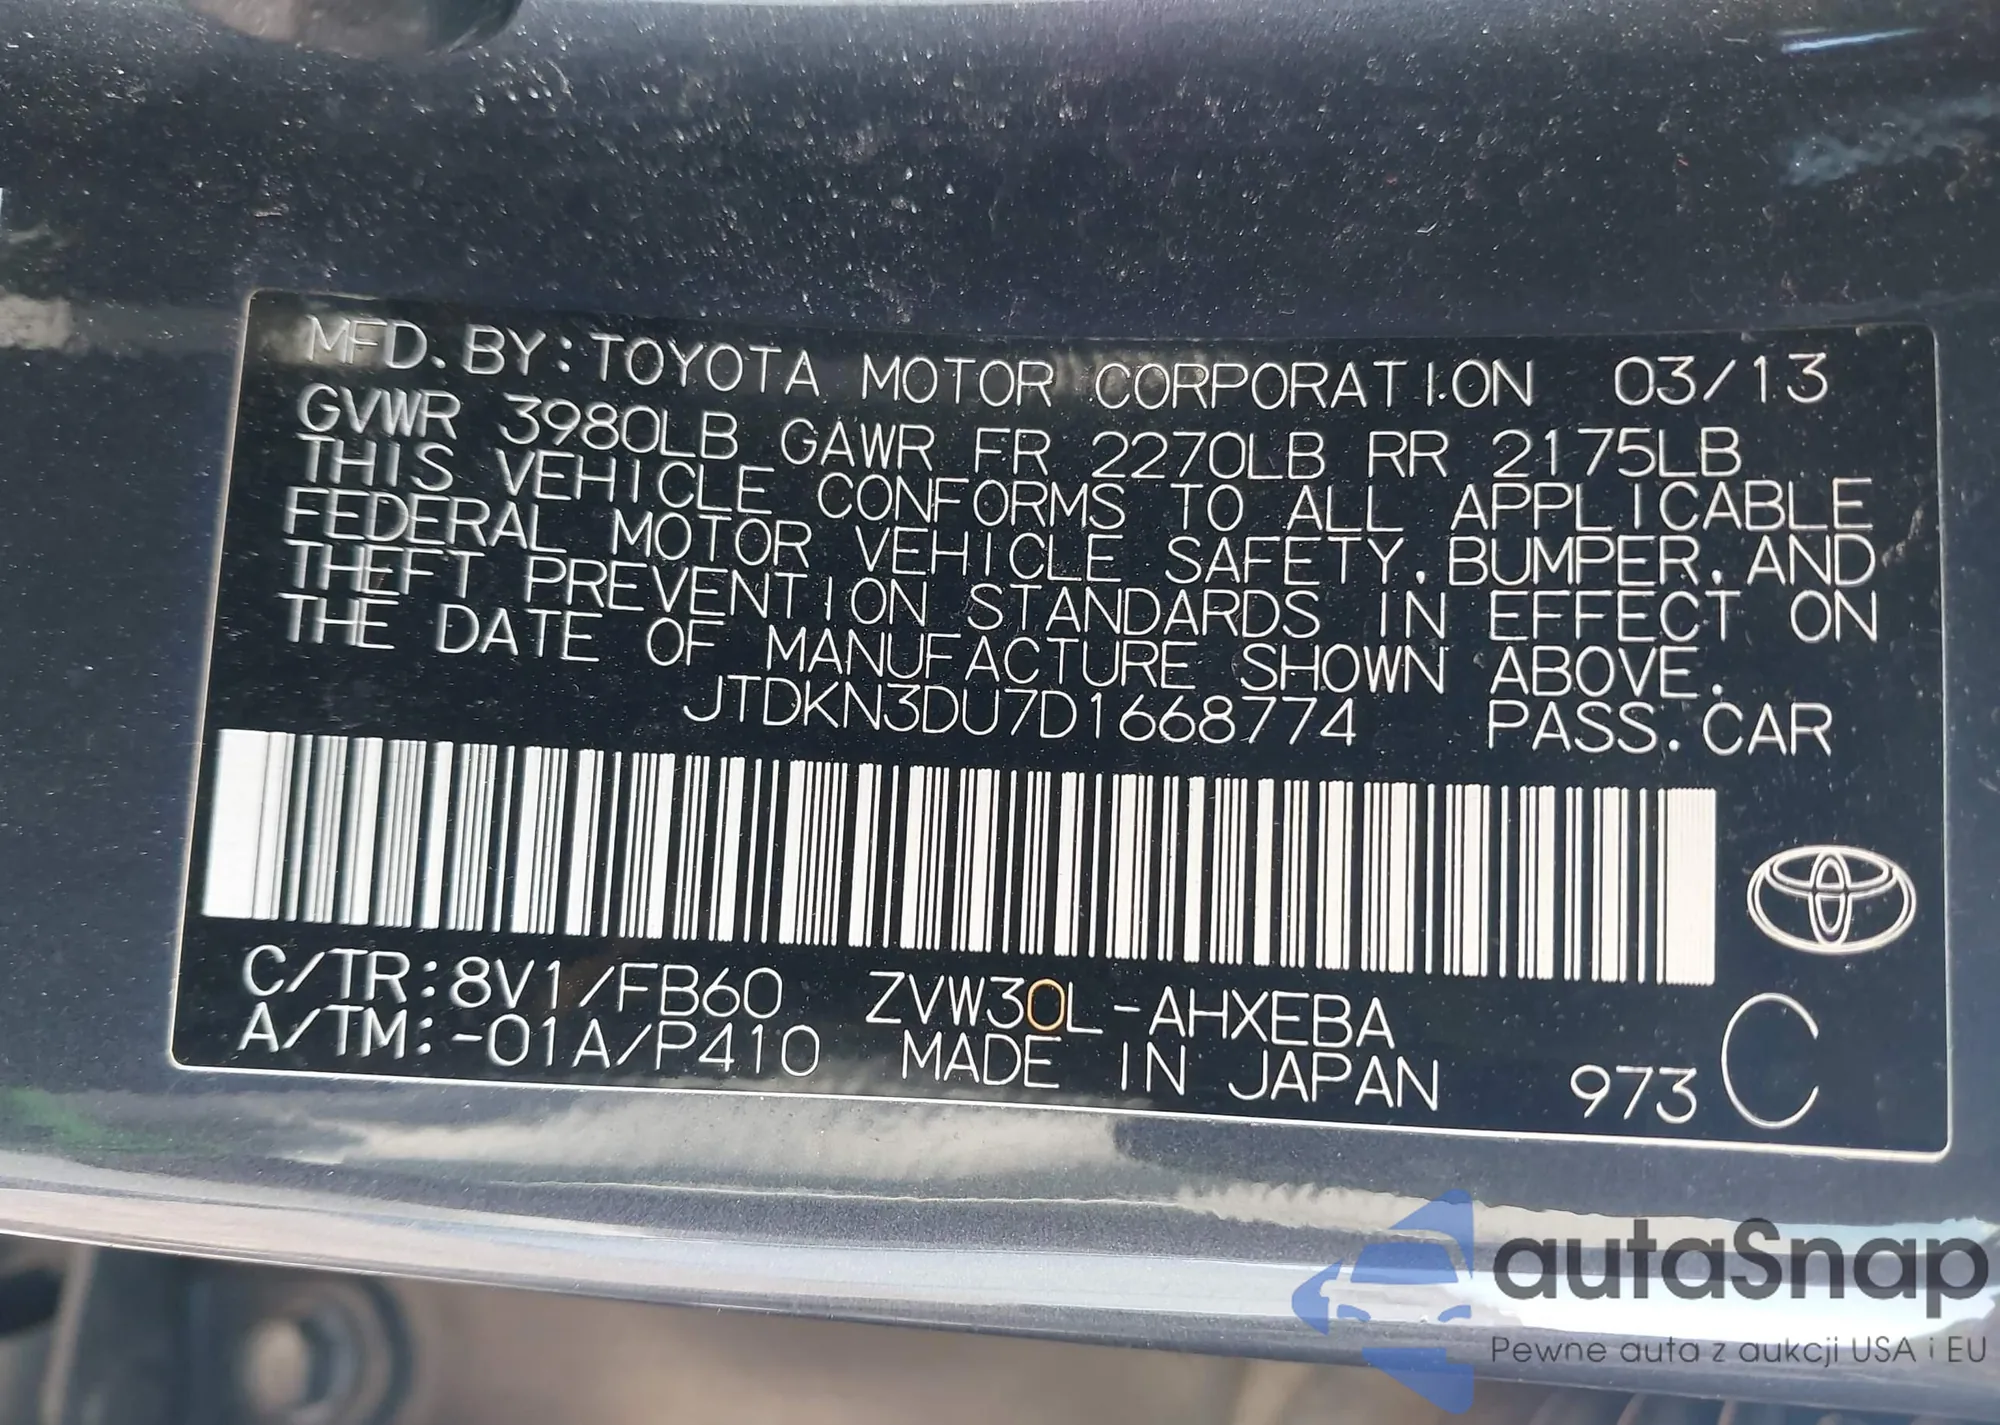 MFD. BY: TOYOTA MOTOR CORPORATION 03/13
GVWR 3980LB GAWR FR 2270LB RR 2175LB
THIS VEHICLE CONFORMS TO ALL APPLICABLE
FEDERAL MOTOR VEHICLE SAFETY, BUMPER, AND
THEFT PREVENTION STANDARDS IN EFFECT ON
THE DATE OF MANUFACTURE SHOWN ABOVE.
JTDKN3DU7D1668774 PASS. CAR
C/TR: 8V1/FB60 ZVW30L-AHXEBA
A/TM: -01A/P410 MADE IN JAPAN 973 C
autaSnap
Pewne auta z aukcji USA i EU